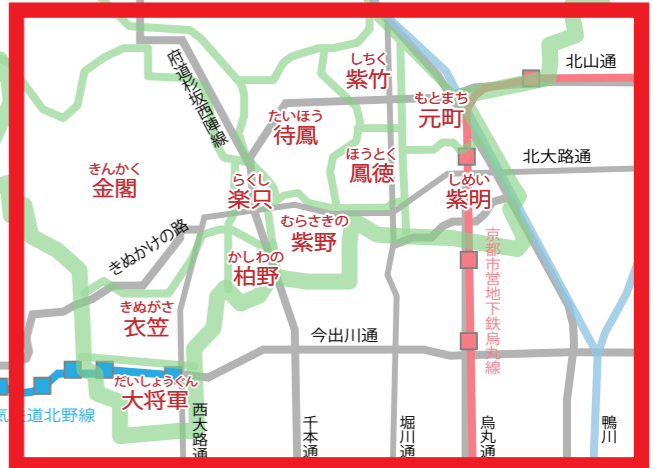 北山通
府道杉坂西陣線
しちく
紫竹
もとまち
元町
たいほう
待鳳
ほうとく
鳳徳
北大路通
きんかく
金閣
らくし
楽只
しめい
紫明
むらさきの
紫野
きぬかけの路
かしわの
柏野
京都市営地下鉄烏丸線
きぬがさ
衣笠
今出川通
だいしょうぐん
大将軍
道北野線
西大路通
千本通
堀川通
烏丸通
鴨川